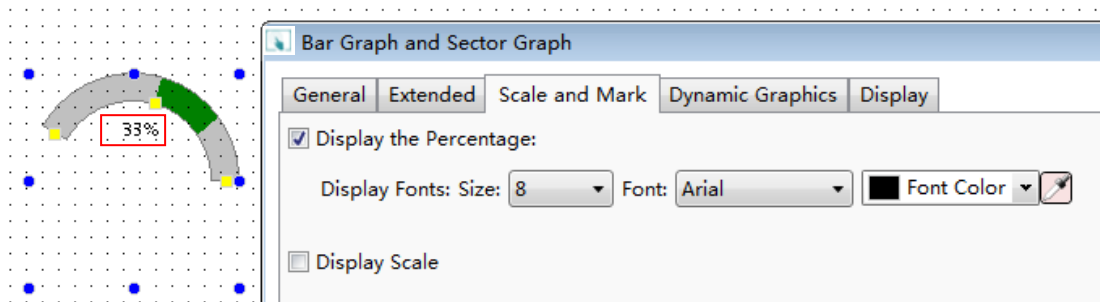 Bar Graph and Sector Graph
General Extended Scale and Mark Dynamic Graphics Display
33%
Display the Percentage:
Display Fonts: Size: 8 Font: Arial Font Color
Display Scale